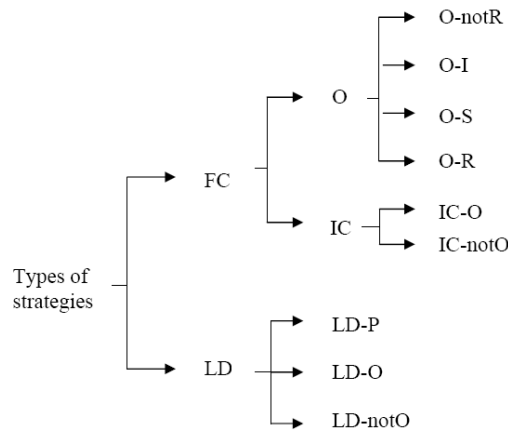 O-notR
O-I
O
O-S
FC
O-R
IC-O
IC
IC-notO
Types of
strategies
LD-P
LD
LD-O
LD-notO